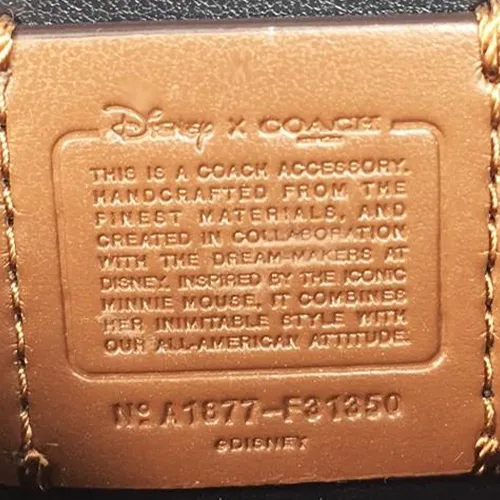 Disney X COACH
THIS IS A COACH ACCESSORY.
HANDCRAFTED FROM THE
FINEST MATERIALS, AND
CREATED IN COLLABORATION
WITH THE DREAM-MAKERS AT
DISNEY. INSPIRED BY THE ICONIC
MINNIE MOUSE, IT COMBINES
HER INIMITABLE STYLE WITH
OUR ALL-AMERICAN ATTITUDE.
Nº A1877-F31350
©DISNEY